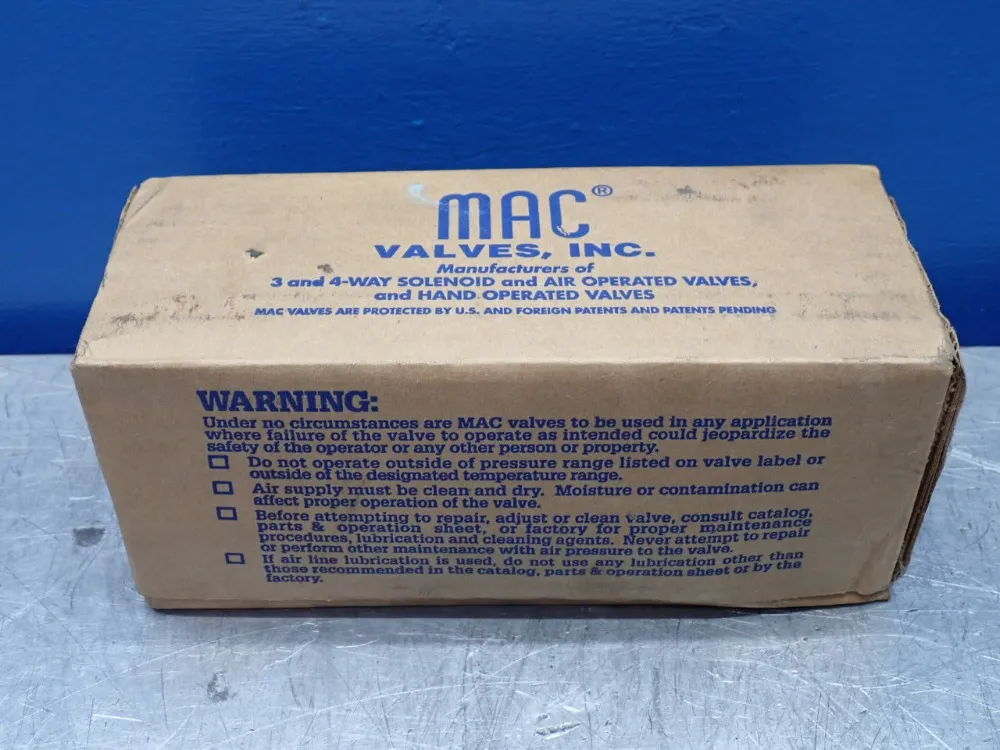 MAC®
VALVES, INC.
Manufacturers of
3 and 4-WAY SOLENOID and AIR OPERATED VALVES,
and HAND OPERATED VALVES
MAC VALVES ARE PROTECTED BY U.S. AND FOREIGN PATENTS AND PATENTS PENDING
WARNING:
Under no circumstances are MAC valves to be used in any application
where failure of the valve to operate as intended could jeopardize the
safety of the operator or any other person or property.
Do not operate outside of pressure range listed on valve label or
outside of the designated temperature range.
Air supply must be clean and dry. Moisture or contamination can
affect proper operation of the valve.
Before attempting to repair, adjust or clean valve, consult catalog,
parts & operation sheet, or factory for proper maintenance
procedures, lubrication and cleaning agents. Never attempt to repair
or perform other maintenance with air pressure to the valve.
If air line lubrication is used, do not use any lubrication other than
those recommended in the catalog, parts & operation sheet or by the
factory.